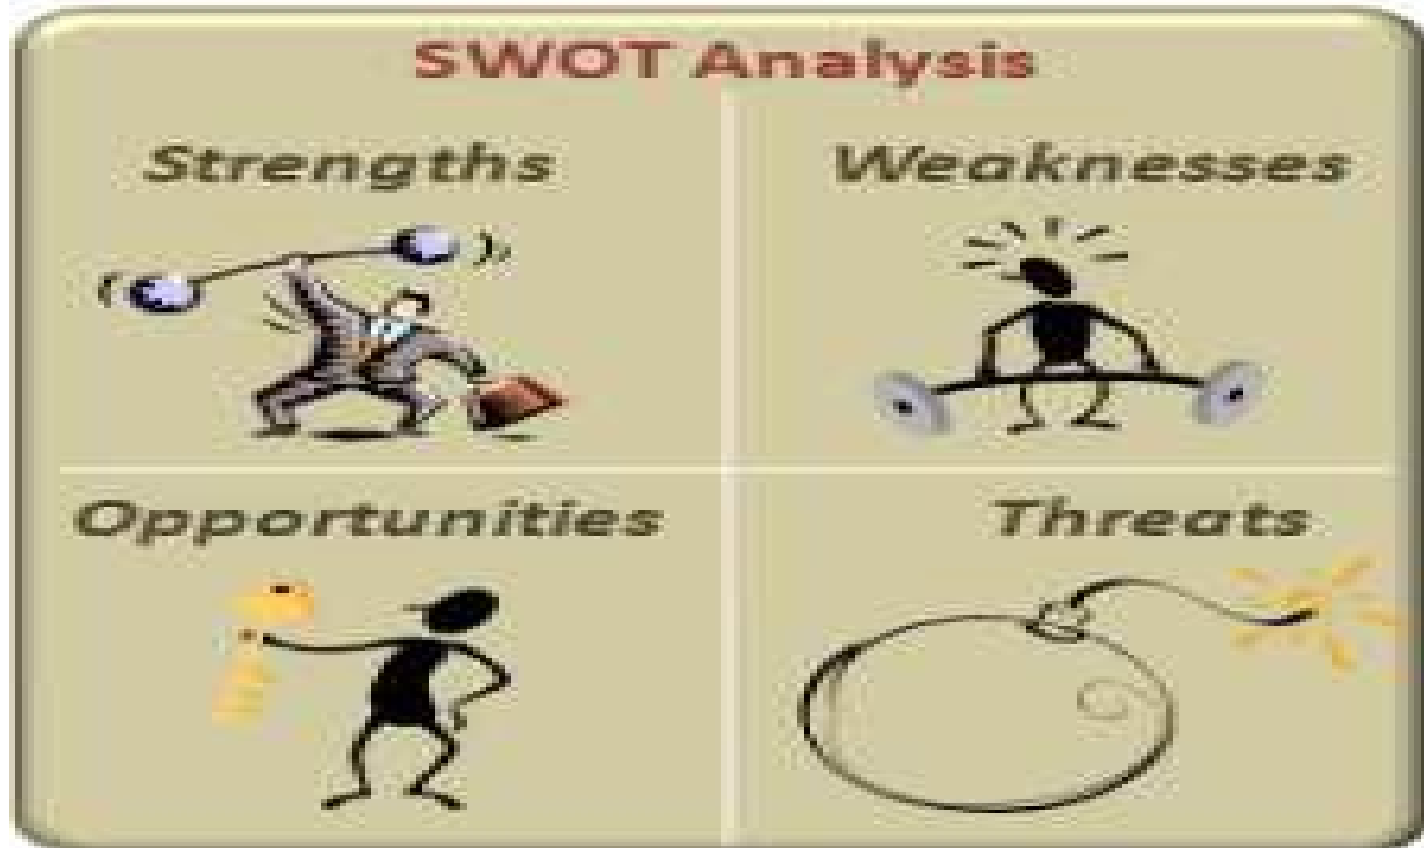 SWOT Analysis
Strengths
Weaknesses
Opportunities
Threats